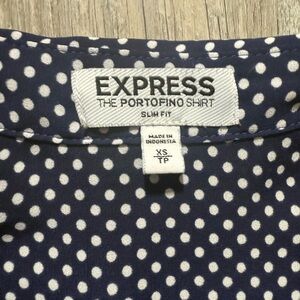 EXPRESS
THE PORTOFINO SHIRT
SLIM FIT
MADE IN
INDONESIA
XS
TP